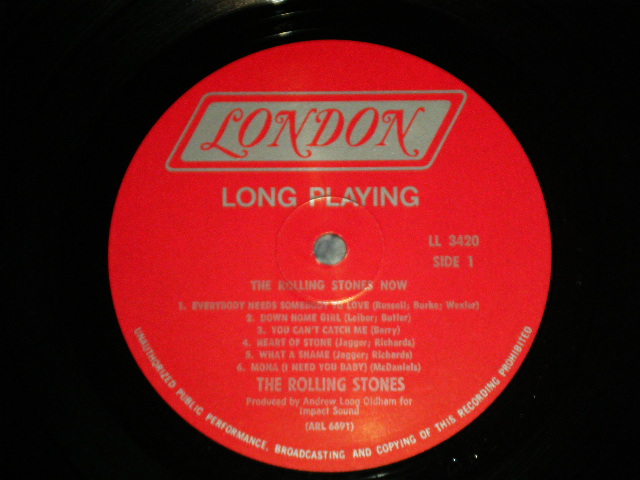 LONDON
LONG PLAYING
LL 3420
SIDE 1
THE ROLLING STONES NOW
1. EVERYBODY NEEDS SOMEBODY TO LOVE (Russell; Burke; Wexler)
2. DOWN HOME GIRL (Leiber; Butler)
3. YOU CAN'T CATCH ME (Berry)
4. HEART OF STONE (Jagger; Richards)
5. WHAT A SHAME (Jagger; Richards)
6. MONA (I NEED YOU BABY) (McDaniels)
THE ROLLING STONES
Produced by Andrew Loog Oldham for
Impact Sound
(ARL 6691)
UNAUTHORIZED PUBLIC PERFORMANCE, BROADCASTING AND COPYING OF THIS RECORDING PROHIBITED